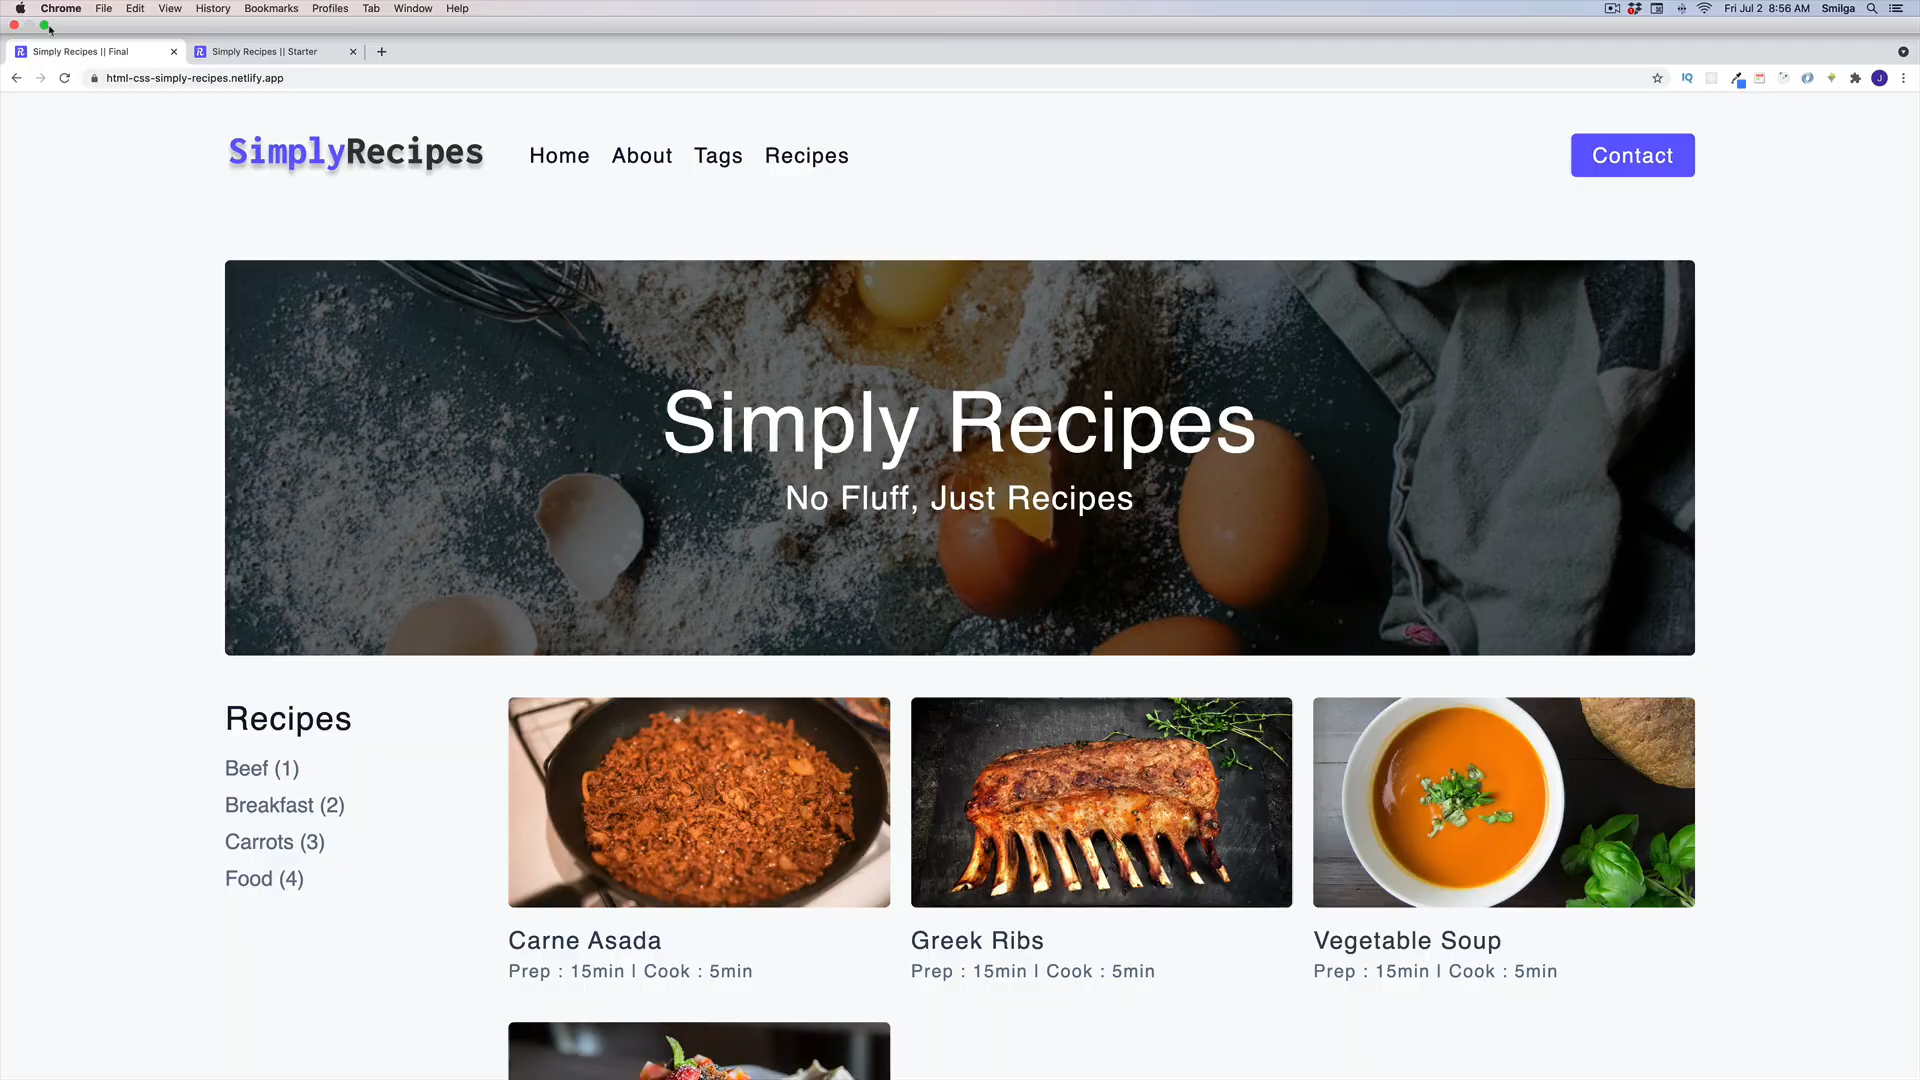 Chrome File Edit View History Bookmarks Profiles Tab Window Help
Fri Jul 2 8:56 AM Smilga
Simply Recipes || Final
Simply Recipes || Starter
html-css-simply-recipes.netlify.app
IQ
J
SimplyRecipes
Home About Tags Recipes
Contact
Simply Recipes
No Fluff, Just Recipes
Recipes
Beef (1)
Breakfast (2)
Carrots (3)
Food (4)
Carne Asada
Prep : 15min | Cook : 5min
Greek Ribs
Prep : 15min | Cook : 5min
Vegetable Soup
Prep : 15min | Cook : 5min